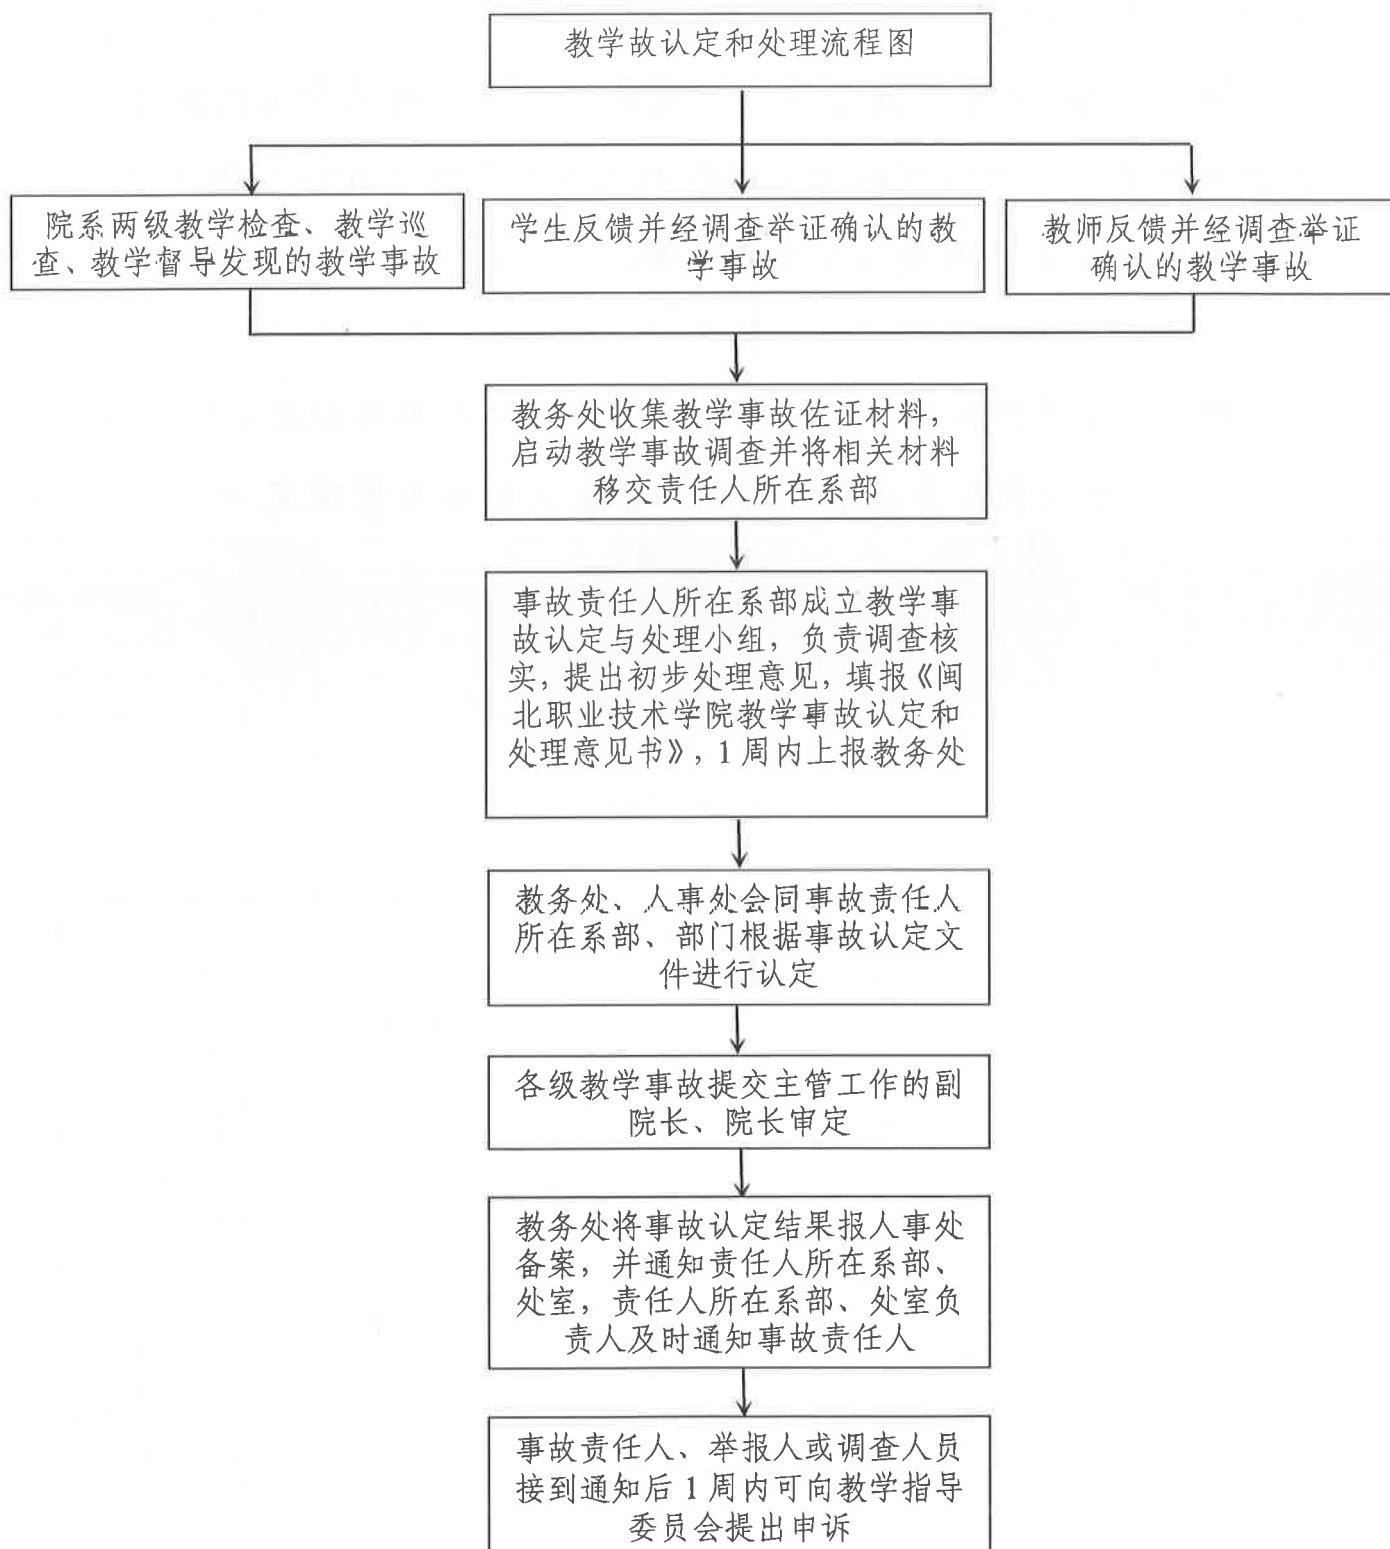 教学故认定和处理流程图
院系两级教学检查、教学巡
查、教学督导发现的教学事故
学生反馈并经调查举证确认的教
学事故
教师反馈并经调查举证
确认的教学事故
教务处收集教学事故佐证材料，
启动教学事故调查并将相关材料
移交责任人所在系部
事故责任人所在系部成立教学事
故认定与处理小组，负责调查核
实，提出初步处理意见，填报《闽
北职业技术学院教学事故认定和
处理意见书》，1周内上报教务处
教务处、人事处会同事故责任人
所在系部、部门根据事故认定文
件进行认定
各级教学事故提交主管工作的副
院长、院长审定
教务处将事故认定结果报人事处
备案，并通知责任人所在系部、
处室，责任人所在系部、处室负
责人及时通知事故责任人
事故责任人、举报人或调查人员
接到通知后1周内可向教学指导
委员会提出申诉